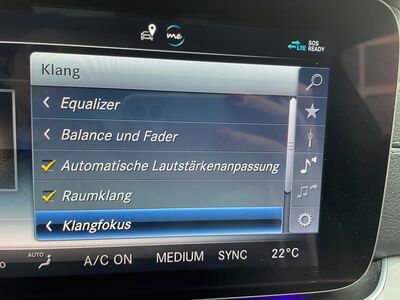 me
LTE
SOS
READY
Klang
Equalizer
Balance und Fader
Automatische Lautstärkenanpassung
Raumklang
Klangfokus
AUTO
A/C ON MEDIUM SYNC 22°C